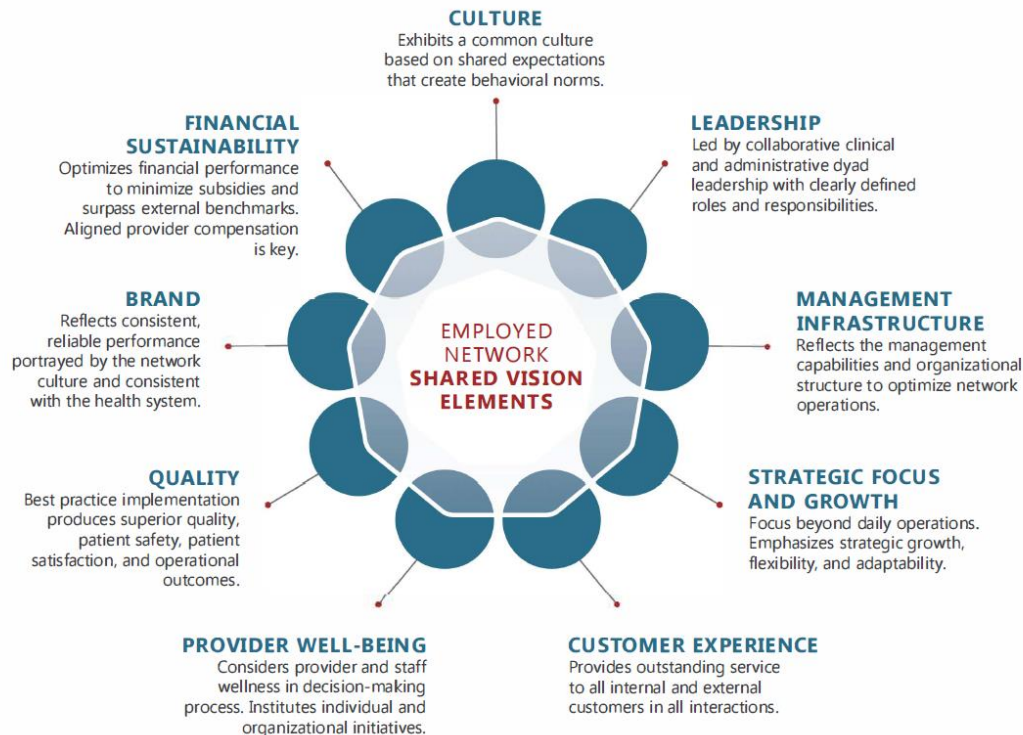 CULTURE
Exhibits a common culture
based on shared expectations
that create behavioral norms.
LEADERSHIP
Led by collaborative clinical
and administrative dyad
leadership with clearly defined
roles and responsibilities.
MANAGEMENT
INFRASTRUCTURE
Reflects the management
capabilities and organizational
structure to optimize network
operations.
STRATEGIC FOCUS
AND GROWTH
Focus beyond daily operations.
Emphasizes strategic growth,
flexibility, and adaptability.
CUSTOMER EXPERIENCE
Provides outstanding service
to all internal and external
customers in all interactions.
PROVIDER WELL-BEING
Considers provider and staff
wellness in decision-making
process. Institutes individual and
organizational initiatives.
QUALITY
Best practice implementation
produces superior quality,
patient safety, patient
satisfaction, and operational
outcomes.
BRAND
Reflects consistent,
reliable performance
portrayed by the network
culture and consistent
with the health system.
FINANCIAL
SUSTAINABILITY
Optimizes financial performance
to minimize subsidies and
surpass external benchmarks.
Aligned provider compensation
is key.
EMPLOYED
NETWORK
SHARED VISION
ELEMENTS